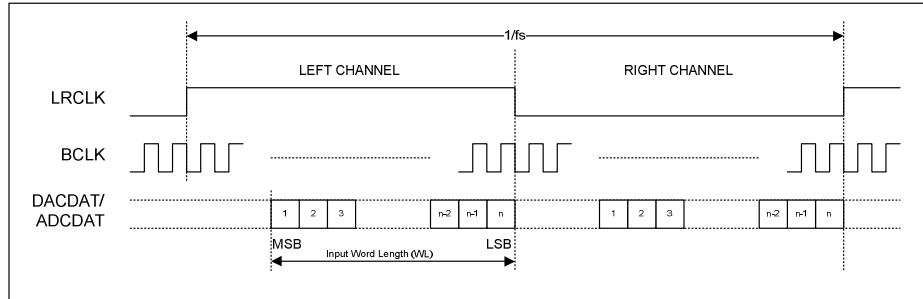 1/fs
LEFT CHANNEL RIGHT CHANNEL
LRCLK
BCLK
DACDAT/
ADCDAT
1 2 3 n-2 n-1 n 1 2 3 n-2 n-1 n
MSB LSB
Input Word Length (WL)